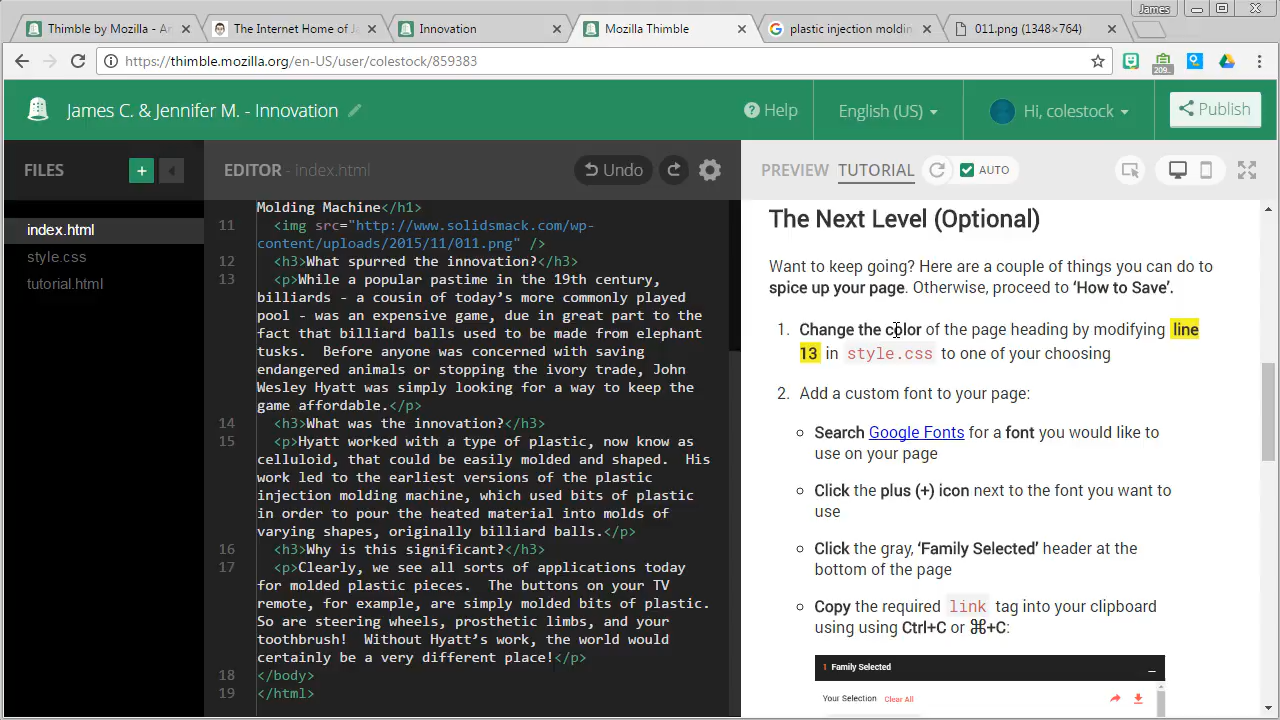 James
Thimble by Mozilla - An
The Internet Home of J
Innovation
Mozilla Thimble
plastic injection moldin
011.png (1348×764)
https://thimble.mozilla.org/en-US/user/colestock/859383
209...
James C. & Jennifer M. - Innovation
Help
English (US)
Hi, colestock
Publish
FILES
+
EDITOR - index.html
Undo
PREVIEW
TUTORIAL
AUTO
index.html
style.css
tutorial.html
Molding Machine</h1>
11 <img src="http://www.solidsmack.com/wp-
content/uploads/2015/11/011.png" />
12 <h3>What spurred the innovation?</h3>
13 <p>While a popular pastime in the 19th century,
billiards - a cousin of today's more commonly played
pool - was an expensive game, due in great part to the
fact that billiard balls used to be made from elephant
tusks. Before anyone was concerned with saving
endangered animals or stopping the ivory trade, John
Wesley Hyatt was simply looking for a way to keep the
game affordable.</p>
14 <h3>What was the innovation?</h3>
15 <p>Hyatt worked with a type of plastic, now know as
celluloid, that could be easily molded and shaped. His
work led to the earliest versions of the plastic
injection molding machine, which used bits of plastic
in order to pour the heated material into molds of
varying shapes, originally billiard balls.</p>
16 <h3>Why is this significant?</h3>
17 <p>Clearly, we see all sorts of applications today
for molded plastic pieces. The buttons on your TV
remote, for example, are simply molded bits of plastic.
So are steering wheels, prosthetic limbs, and your
toothbrush! Without Hyatt's work, the world would
certainly be a very different place!</p>
18 </body>
19 </html>
The Next Level (Optional)
Want to keep going? Here are a couple of things you can do to
spice up your page. Otherwise, proceed to 'How to Save'.
1. Change the color of the page heading by modifying line
13 in style.css to one of your choosing
2. Add a custom font to your page:
Search Google Fonts for a font you would like to
use on your page
Click the plus (+) icon next to the font you want to
use
Click the gray, 'Family Selected' header at the
bottom of the page
Copy the required link tag into your clipboard
using using Ctrl+C or ⌘+C:
1 Family Selected
Your Selection Clear All